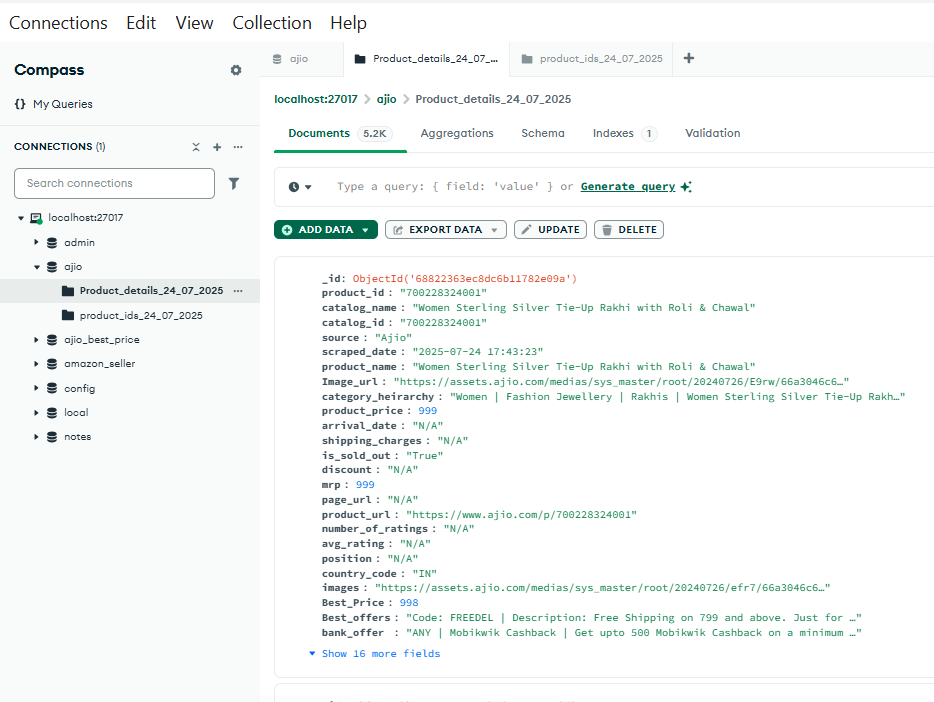 Connections Edit View Collection Help
Compass
{} My Queries
CONNECTIONS (1)
Search connections
localhost:27017
admin
ajio
Product_details_24_07_2025
product_ids_24_07_2025
ajio_best_price
amazon_seller
config
local
notes
ajio
Product_details_24_07_...
product_ids_24_07_2025
localhost:27017 > ajio > Product_details_24_07_2025
Documents 5.2K Aggregations Schema Indexes 1 Validation
Type a query: { field: 'value' } or Generate query
ADD DATA EXPORT DATA UPDATE DELETE
_id: ObjectId('68822363ec8dc6b11782e09a')
product_id : "700228324001"
catalog_name : "Women Sterling Silver Tie-Up Rakhi with Roli & Chawal"
catalog_id : "700228324001"
source : "Ajio"
scraped_date : "2025-07-24 17:43:23"
product_name : "Women Sterling Silver Tie-Up Rakhi with Roli & Chawal"
Image_url : "https://assets.ajio.com/medias/sys_master/root/20240726/E9rw/66a3046c6…"
category_heirarchy : "Women | Fashion Jewellery | Rakhis | Women Sterling Silver Tie-Up Rakh…"
product_price : 999
arrival_date : "N/A"
shipping_charges : "N/A"
is_sold_out : "True"
discount : "N/A"
mrp : 999
page_url : "N/A"
product_url : "https://www.ajio.com/p/700228324001"
number_of_ratings : "N/A"
avg_rating : "N/A"
position : "N/A"
country_code : "IN"
images : "https://assets.ajio.com/medias/sys_master/root/20240726/efr7/66a3046c6…"
Best_Price : 998
Best_offers : "Code: FREEDEL | Description: Free Shipping on 799 and above. Just for …"
bank_offer : "ANY | Mobikwik Cashback | Get upto 500 Mobikwik Cashback on a minimum …"
Show 16 more fields